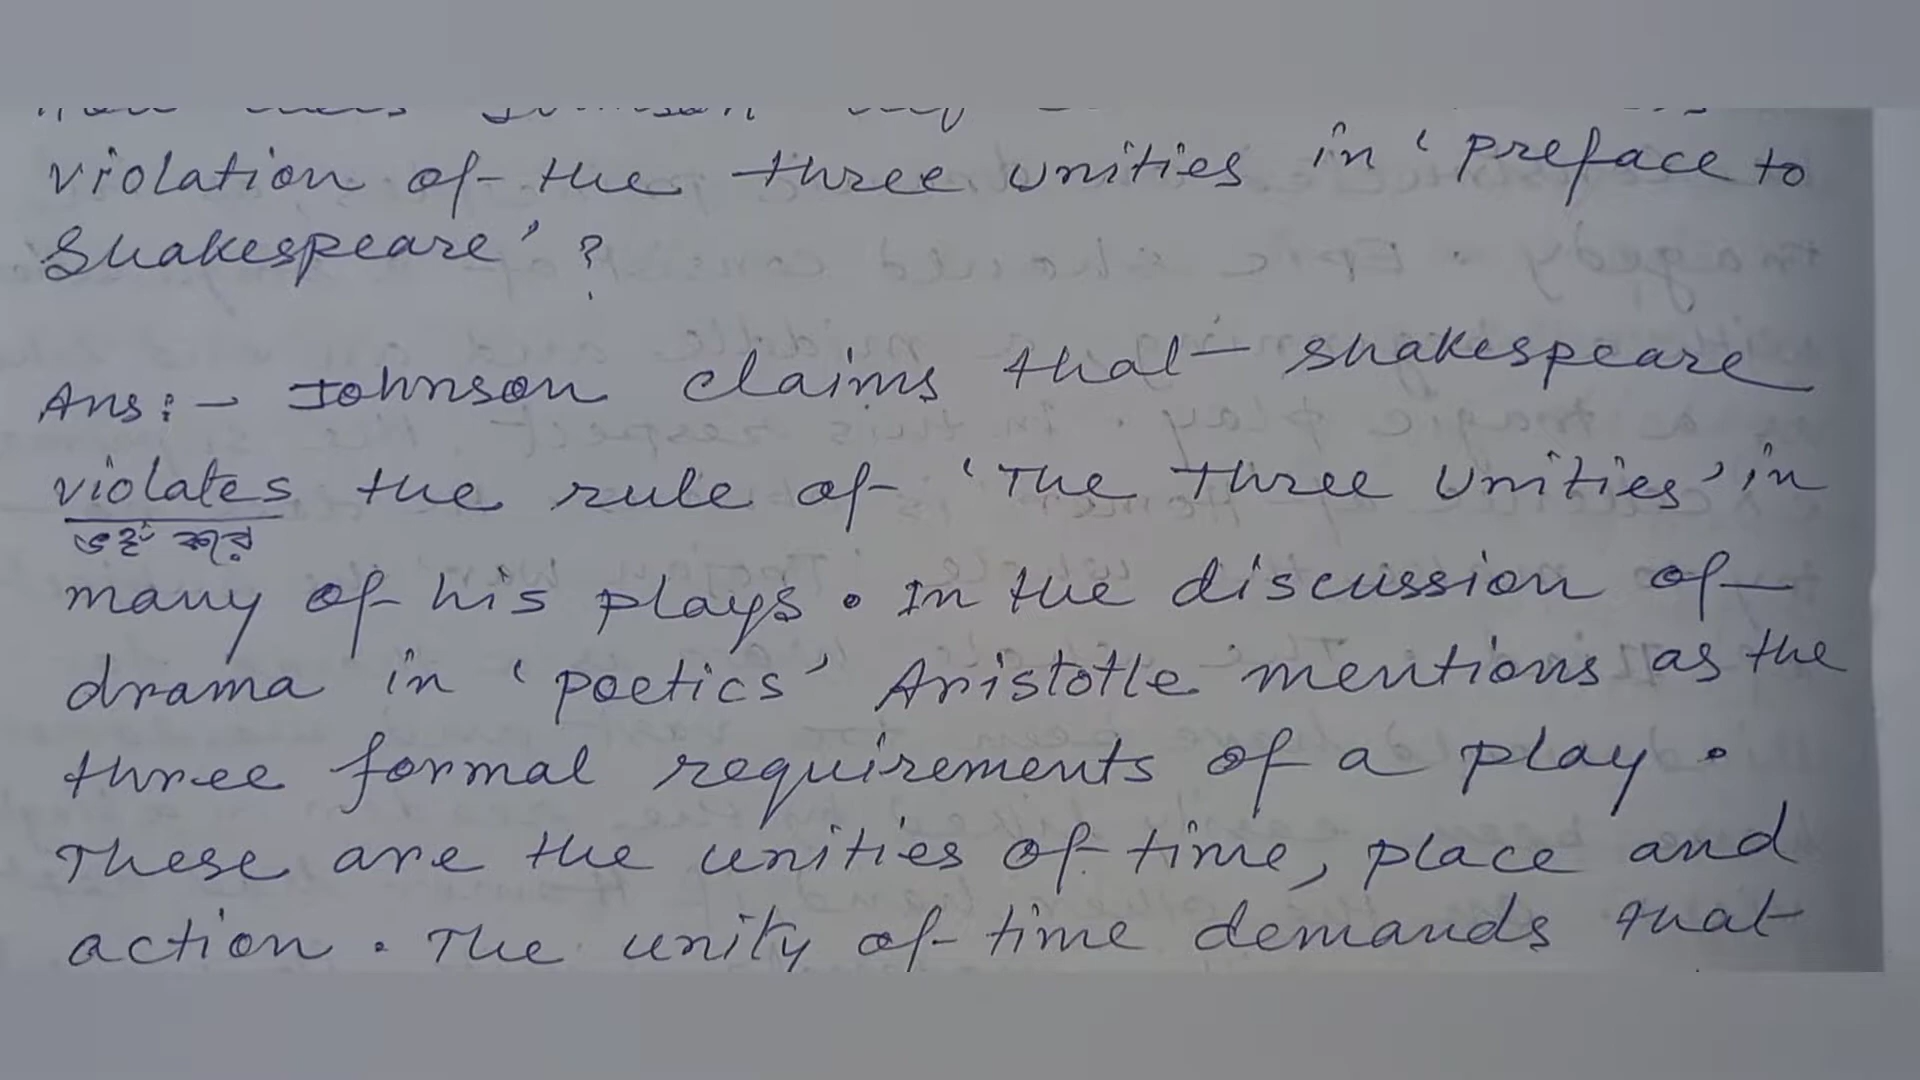 violation of the three unities in 'preface to
Shakespeare' ?
Ans:- Johnson claims that shakespeare
violates the rule of 'The three Unities' in
ভঙ্গ করে
many of his plays. In the discussion of
drama in 'poetics' Aristotle mentions as the
three formal requirements of a play.
These are the unities of time, place and
action. The unity of time demands that